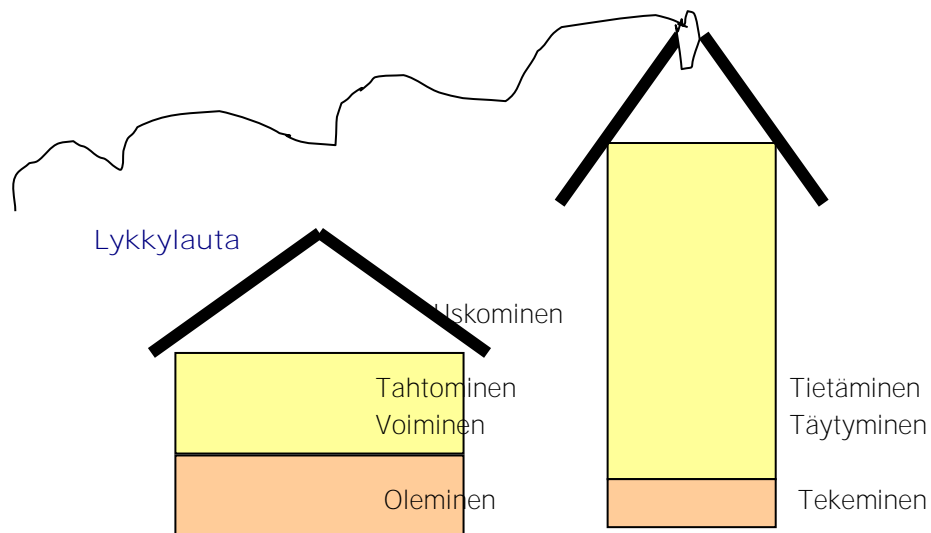 Lykkylauta
Uskominen
Tahtominen
Tietäminen
Voiminen
Täytyminen
Oleminen
Tekeminen